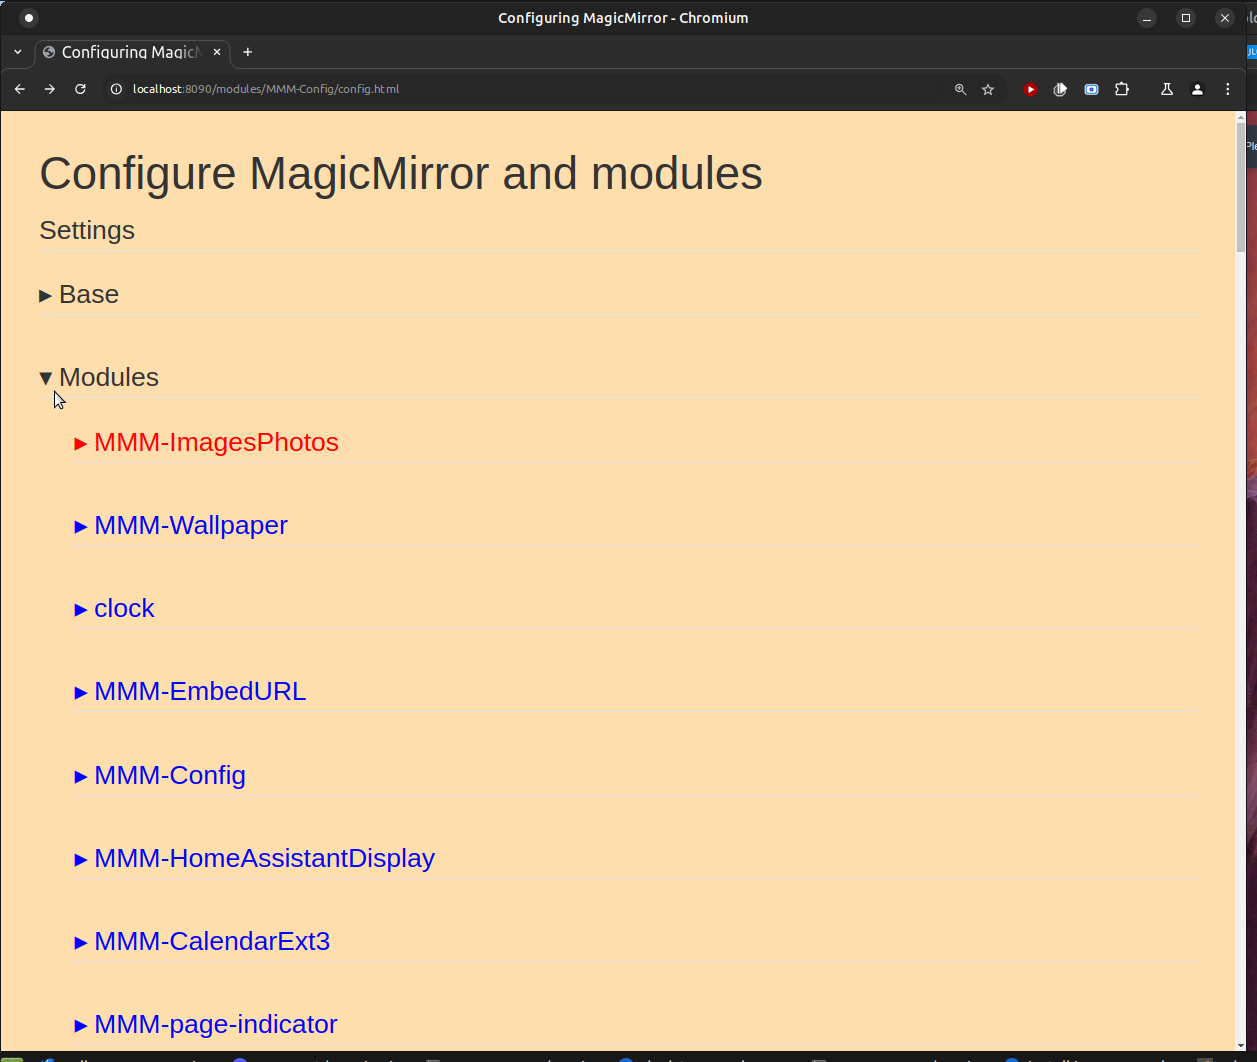 Configuring MagicMirror - Chromium
Configuring Magic
localhost:8090/modules/MMM-Config/config.html
Configure MagicMirror and modules
Settings
▸ Base
▾ Modules
▸ MMM-ImagesPhotos
▸ MMM-Wallpaper
▸ clock
▸ MMM-EmbedURL
▸ MMM-Config
▸ MMM-HomeAssistantDisplay
▸ MMM-CalendarExt3
▸ MMM-page-indicator